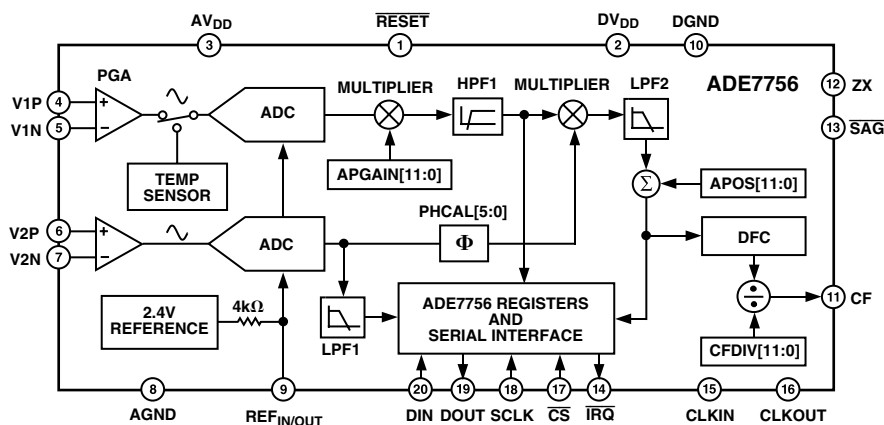 AVDD RESET DVDD DGND
3 1 2 10
PGA MULTIPLIER HPF1 MULTIPLIER LPF2 ADE7756
12 ZX
V1P 4 + ADC
V1N 5 −
13 SAG
TEMP
SENSOR
APGAIN[11:0]
Σ APOS[11:0]
PHCAL[5:0]
V2P 6 + ADC Φ DFC
V2N 7 −
2.4V
REFERENCE
4kΩ
LPF1
ADE7756 REGISTERS
AND
SERIAL INTERFACE
÷ 11 CF
CFDIV[11:0]
8 9 20 19 18 17 14 15 16
AGND REFIN/OUT DIN DOUT SCLK CS IRQ CLKIN CLKOUT